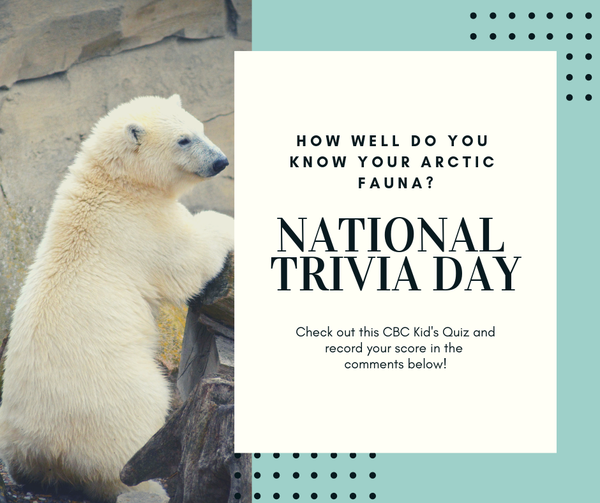 HOW WELL DO YOU
KNOW YOUR ARCTIC
FAUNA?
NATIONAL
TRIVIA DAY
Check out this CBC Kid's Quiz and
record your score in the
comments below!